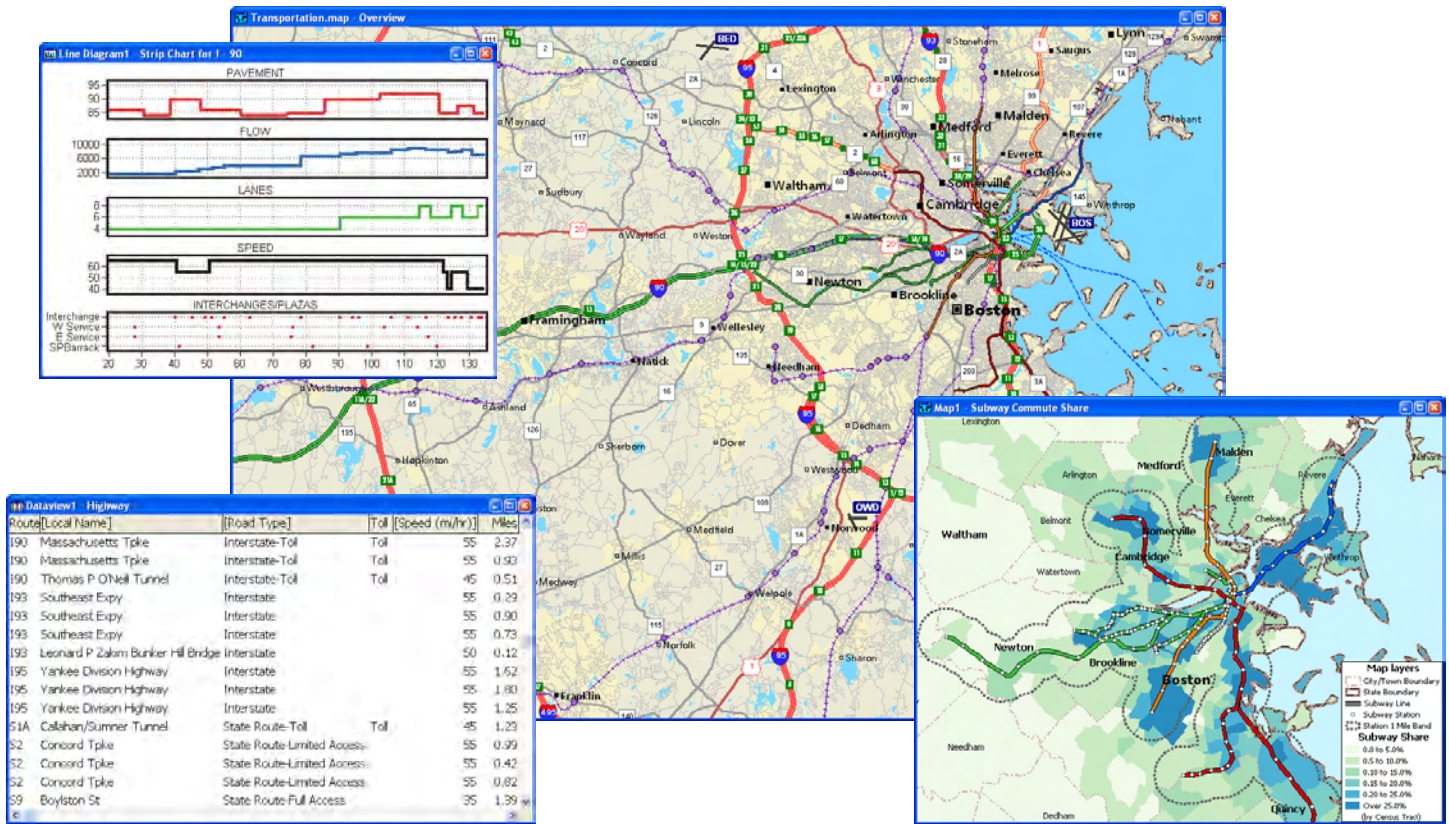 Transportation.map - Overview
Line Diagram1 - Strip Chart for I - 90
PAVEMENT
95
90
85
FLOW
10000
6000
2000
LANES
8
6
4
SPEED
60
50
40
INTERCHANGES/PLAZAS
Interchange
W Service
E Service
SPBarrack
20 30 40 50 60 70 80 90 100 110 120 130
BED
Concord
Lexington
Lincoln
Maynard
Sudbury
Wayland
Weston
Waltham
Watertown
Belmont
Arlington
Winchester
Stoneham
Melrose
Saugus
Lynn
Swam
Nahant
Malden
Medford
Revere
Everett
Chelsea
Somerville
Cambridge
Winthrop
BOS
Newton
Brookline
Boston
Framingham
Wellesley
Natick
Needham
Westborough
Ashland
Hopkinton
Sherborn
Dover
Dedham
Westwood
OWD
Norwood
Medfield
Millis
Medway
Walpole
Norfolk
Sharon
Franklin
Dataview1 - Highway
Route [Local Name] [Road Type] Toll [Speed (mi/hr)] Miles
I90 Massachusetts Tpke Interstate-Toll Toll 55 2.37
I90 Massachusetts Tpke Interstate-Toll Toll 55 0.93
I90 Thomas P O'Neil Tunnel Interstate-Toll Toll 45 0.51
I93 Southeast Expy Interstate 55 0.29
I93 Southeast Expy Interstate 55 0.90
I93 Southeast Expy Interstate 55 0.73
I93 Leonard P Zakim Bunker Hill Bridge Interstate 50 0.12
I95 Yankee Division Highway Interstate 55 1.62
I95 Yankee Division Highway Interstate 55 1.80
I95 Yankee Division Highway Interstate 55 1.25
S1A Callahan/Sumner Tunnel State Route-Toll Toll 45 1.23
S2 Concord Tpke State Route-Limited Access 55 0.99
S2 Concord Tpke State Route-Limited Access 55 0.42
S2 Concord Tpke State Route-Limited Access 55 0.82
S9 Boylston St State Route-Full Access 35 1.39
Map1 - Subway Commute Share
Lexington
Medford
Malden
Revere
Nahant
Arlington
Everett
Belmont
Somerville
Chelsea
Waltham
Cambridge
Winthrop
Watertown
Newton
Brookline
Boston
Needham
Quincy
Dedham
Map layers
City/Town Boundary
State Boundary
Subway Line
Subway Station
Station 1 Mile Band
Subway Share
0.0 to 5.0%
0.5 to 10.0%
0.10 to 15.0%
0.15 to 20.0%
0.20 to 25.0%
Over 25.0%
(by Census Tract)